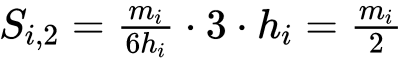 $S_{i,2} = \frac{m_i}{6h_i} \cdot 3 \cdot h_i = \frac{m_i}{2}$